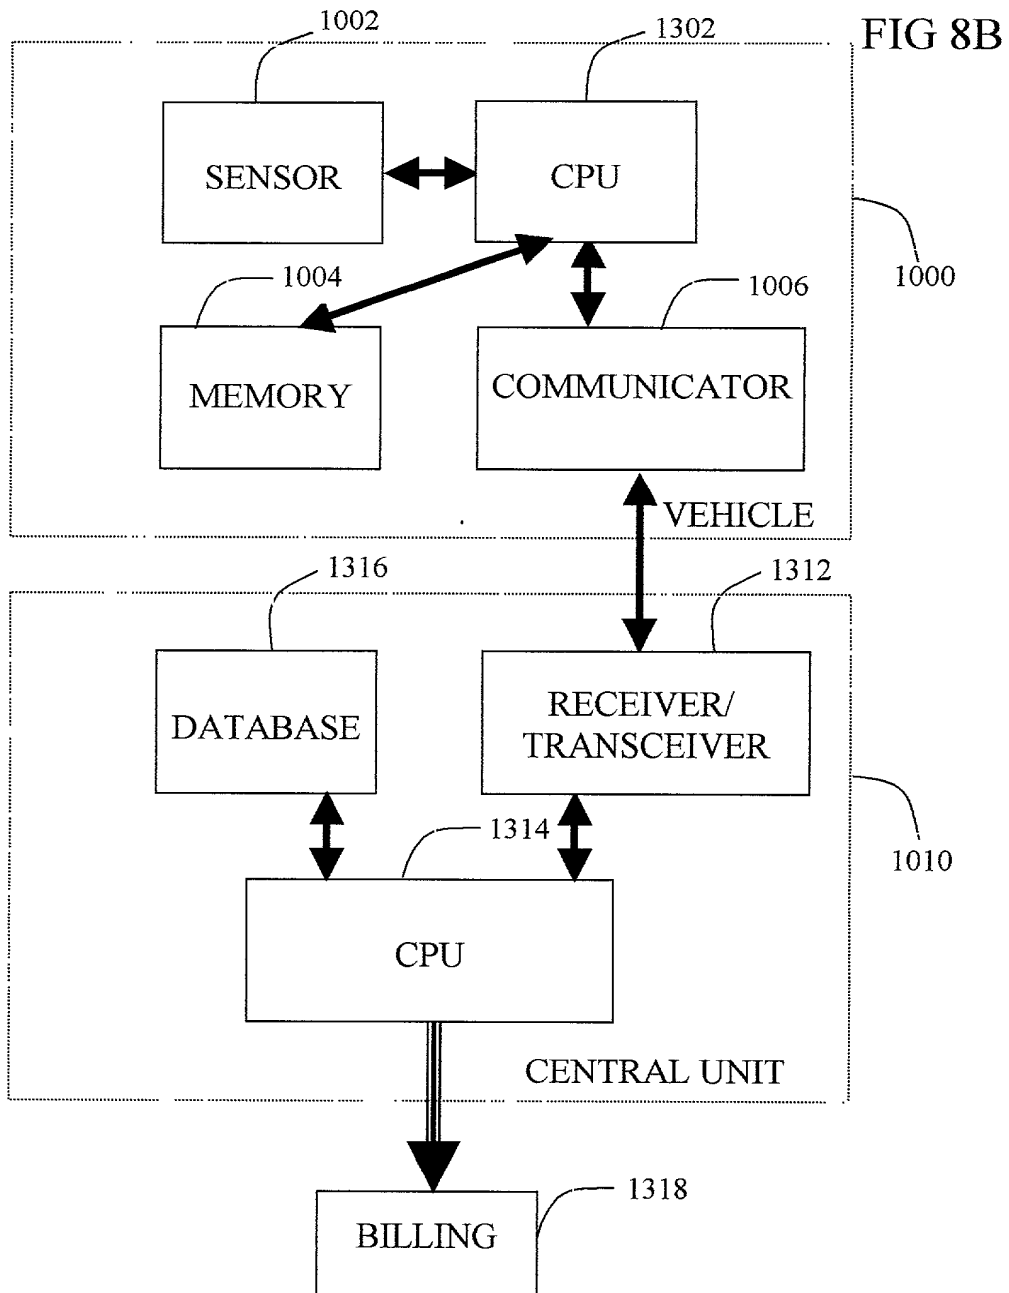 FIG 8B
1002
1302
SENSOR
CPU
1000
1004
1006
MEMORY
COMMUNICATOR
VEHICLE
1316
1312
DATABASE
RECEIVER/
TRANSCEIVER
1314
1010
CPU
CENTRAL UNIT
1318
BILLING